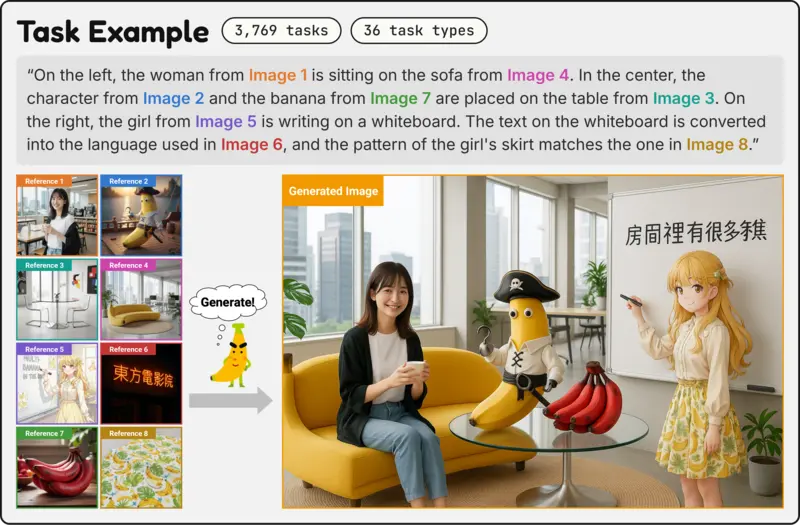 Task Example
3,769 tasks
36 task types
“On the left, the woman from Image 1 is sitting on the sofa from Image 4. In the center, the
character from Image 2 and the banana from Image 7 are placed on the table from Image 3. On
the right, the girl from Image 5 is writing on a whiteboard. The text on the whiteboard is converted
into the language used in Image 6, and the pattern of the girl's skirt matches the one in Image 8.”
Reference 1
Reference 2
Reference 3
Reference 4
Reference 5
Reference 6
東方電影院
Reference 7
Reference 8
Generate!
Generated Image
房間裡有很多